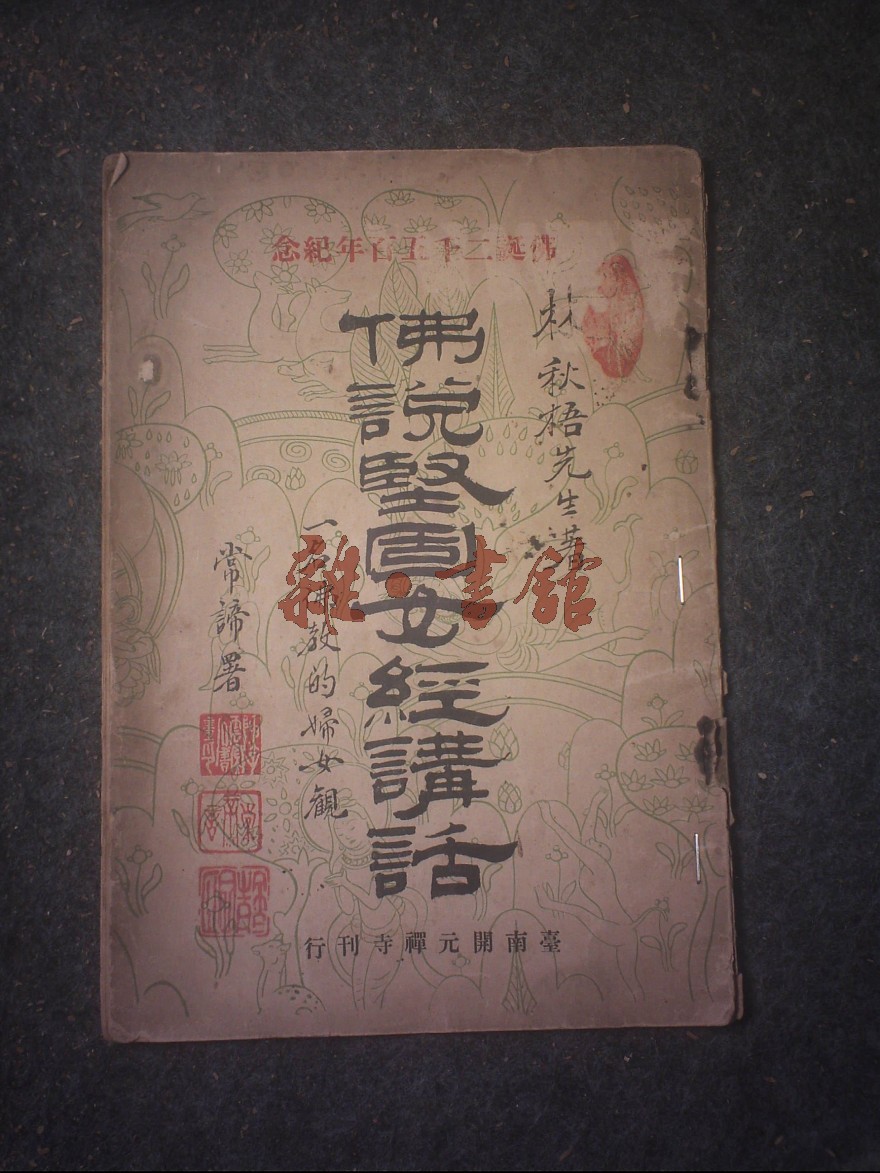 佛誕二千五百年紀念
林秋梧先生著
佛說堅固女經講話
一名佛教的婦女觀
常諦署
臺南開元禪寺刊行
雜·書館